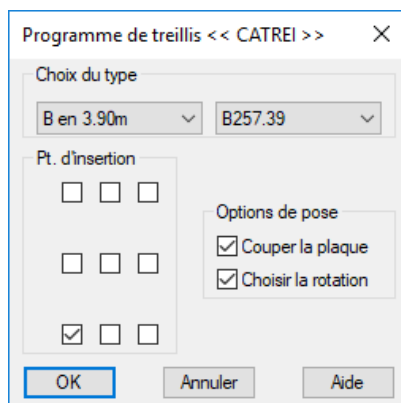 Programme de treillis << CATREI >>
Choix du type
B en 3.90m B257.39
Pt. d'insertion
Options de pose
Couper la plaque
Choisir la rotation
OK Annuler Aide